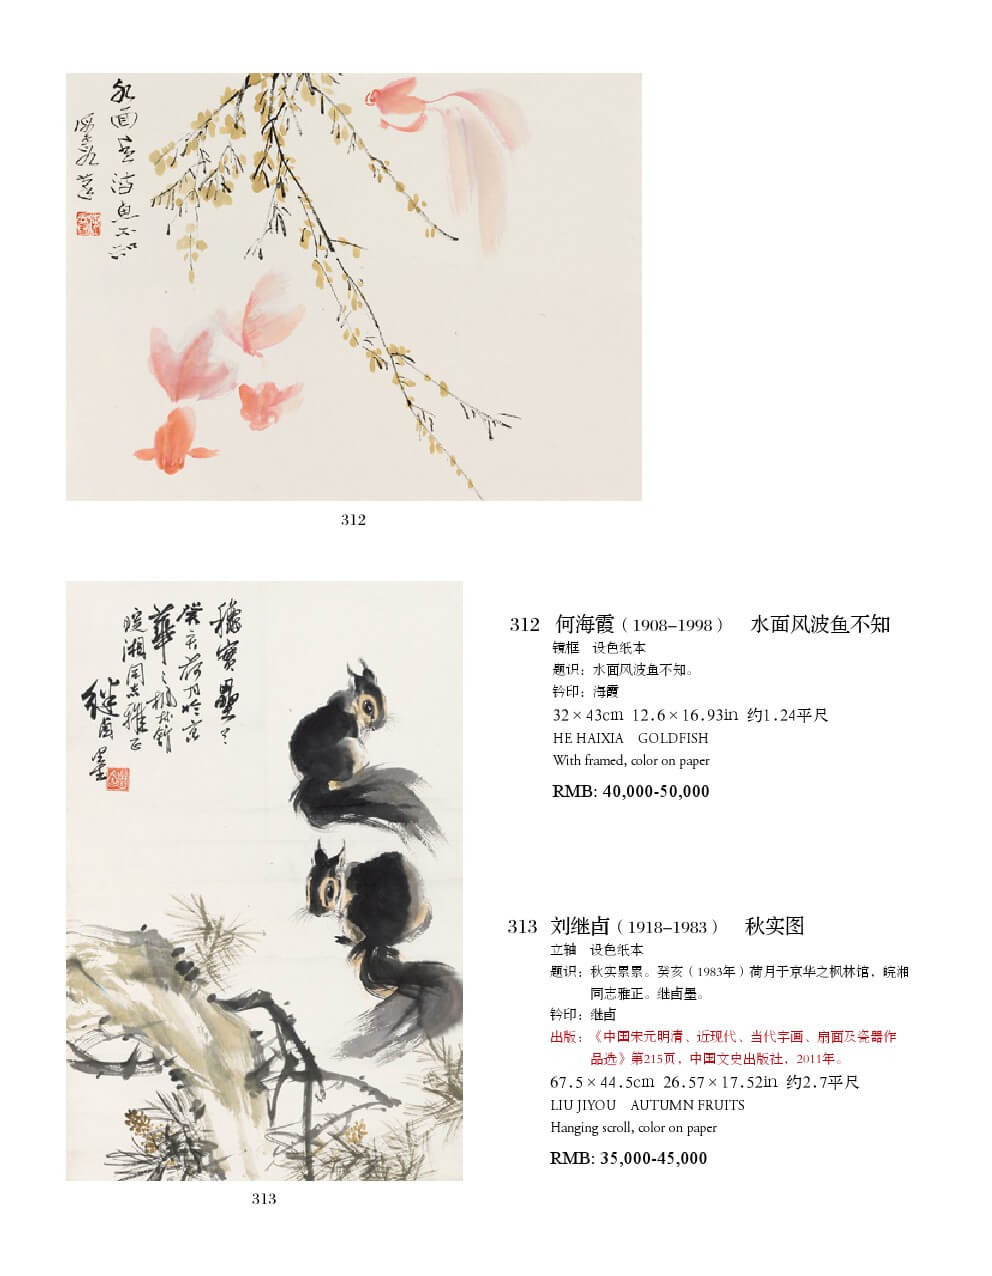 水面风波鱼不知
海霞
312
秋实累累
癸亥荷月于京
华之枫林馆
皖湘同志雅正
继卣墨
313
312 何海霞（1908–1998） 水面风波鱼不知
镜框 设色纸本
题识：水面风波鱼不知。
钤印：海霞
32×43cm 12.6×16.93in 约1.24平尺
HE HAIXIA GOLDFISH
With framed, color on paper
RMB: 40,000-50,000
313 刘继卣（1918–1983） 秋实图
立轴 设色纸本
题识：秋实累累。癸亥（1983年）荷月于京华之枫林馆，皖湘
同志雅正。继卣墨。
钤印：继卣
出版：《中国宋元明清、近现代、当代字画、扇面及瓷器作
品选》第215页，中国文史出版社，2011年。
67.5×44.5cm 26.57×17.52in 约2.7平尺
LIU JIYOU AUTUMN FRUITS
Hanging scroll, color on paper
RMB: 35,000-45,000